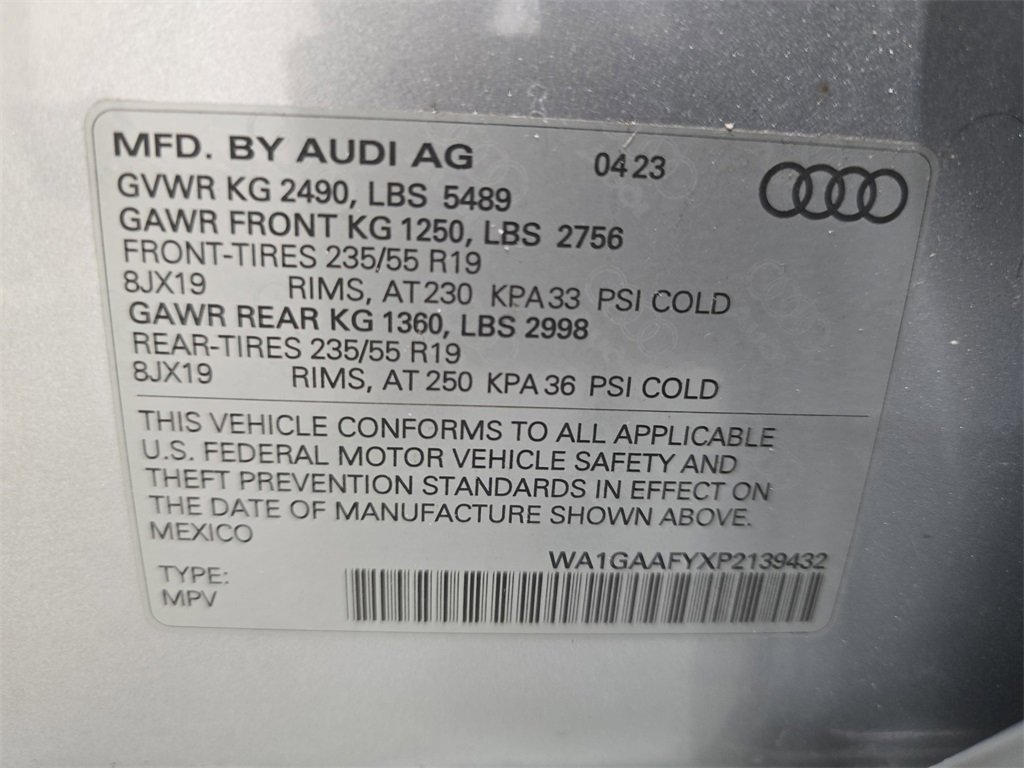 MFD. BY AUDI AG 04 23
GVWR KG 2490, LBS 5489
GAWR FRONT KG 1250, LBS 2756
FRONT-TIRES 235/55 R19
8JX19 RIMS, AT 230 KPA 33 PSI COLD
GAWR REAR KG 1360, LBS 2998
REAR-TIRES 235/55 R19
8JX19 RIMS, AT 250 KPA 36 PSI COLD
THIS VEHICLE CONFORMS TO ALL APPLICABLE
U.S. FEDERAL MOTOR VEHICLE SAFETY AND
THEFT PREVENTION STANDARDS IN EFFECT ON
THE DATE OF MANUFACTURE SHOWN ABOVE.
MEXICO
WA1GAAFYXP2139432
TYPE:
MPV